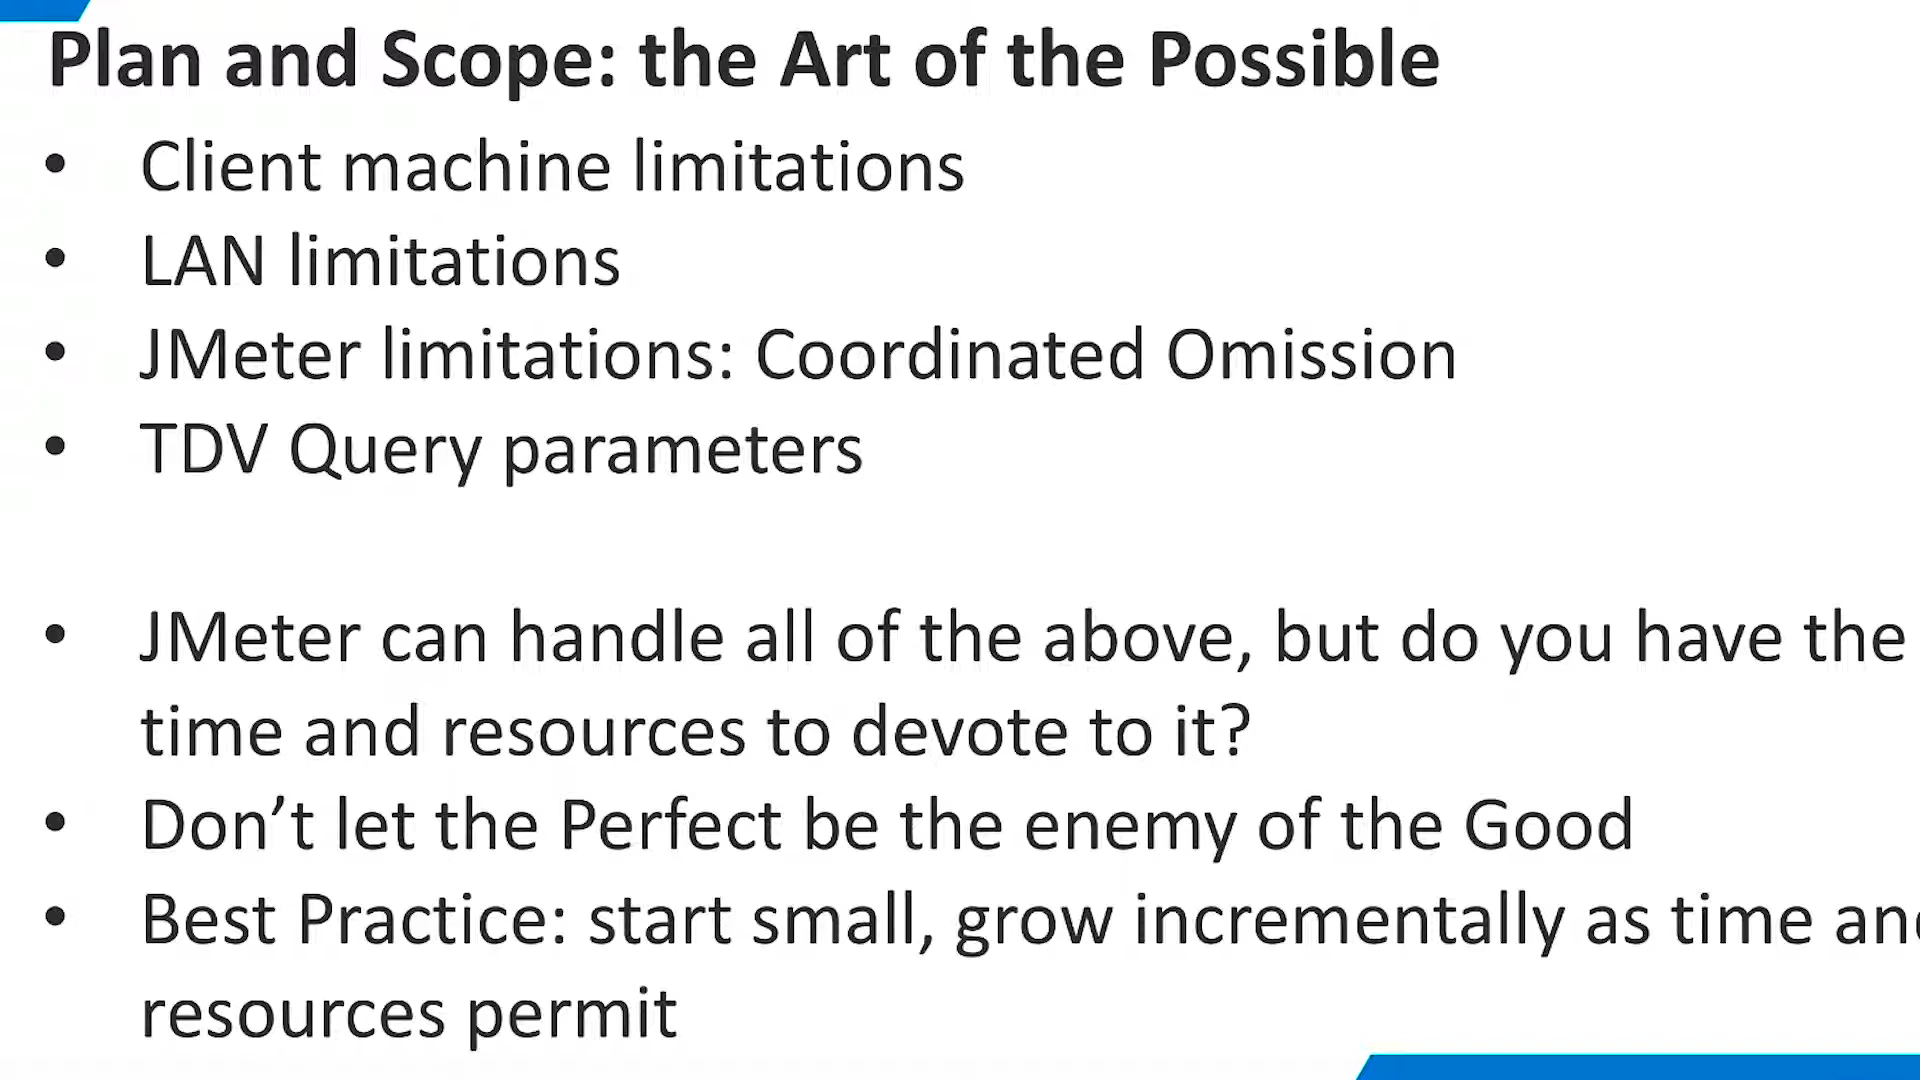 Plan and Scope: the Art of the Possible
• Client machine limitations
• LAN limitations
• JMeter limitations: Coordinated Omission
• TDV Query parameters
• JMeter can handle all of the above, but do you have the
time and resources to devote to it?
• Don’t let the Perfect be the enemy of the Good
• Best Practice: start small, grow incrementally as time and
resources permit